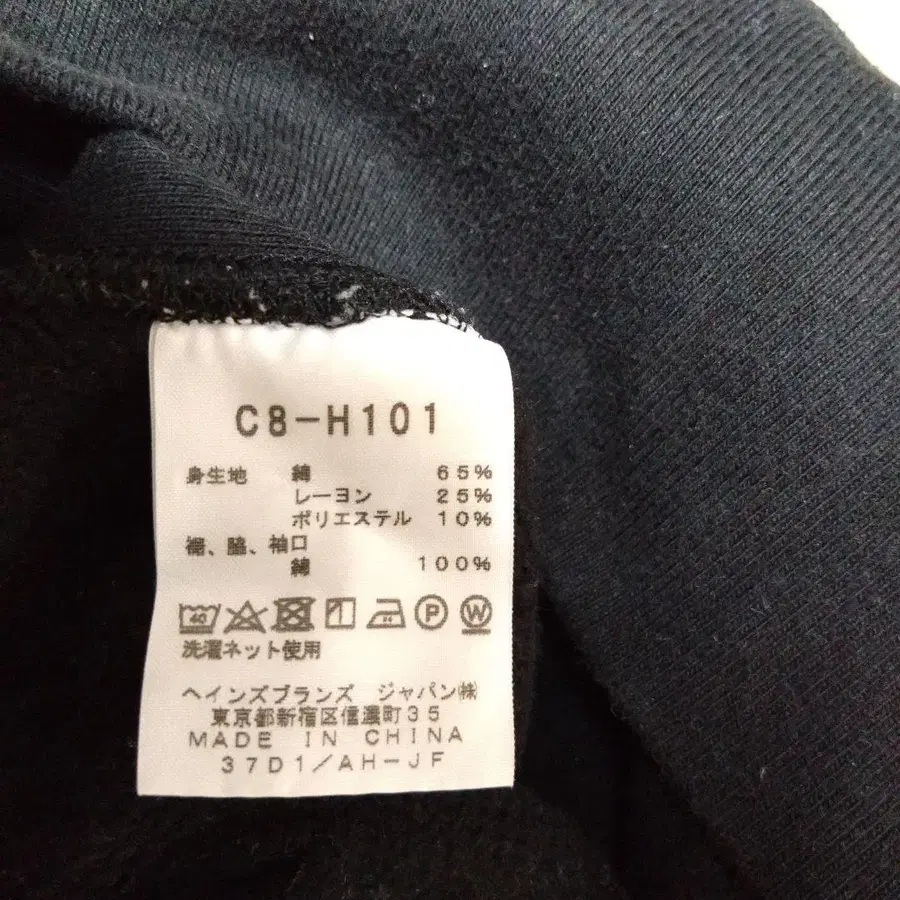 C8-H101
身生地 綿 65%
レーヨン 25%
ポリエステル 10%
裾、脇、袖口
綿 100%
40 P W
洗濯ネット使用
ヘインズブランズ ジャパン㈱
東京都新宿区信濃町35
MADE IN CHINA
37D1/AH-JF